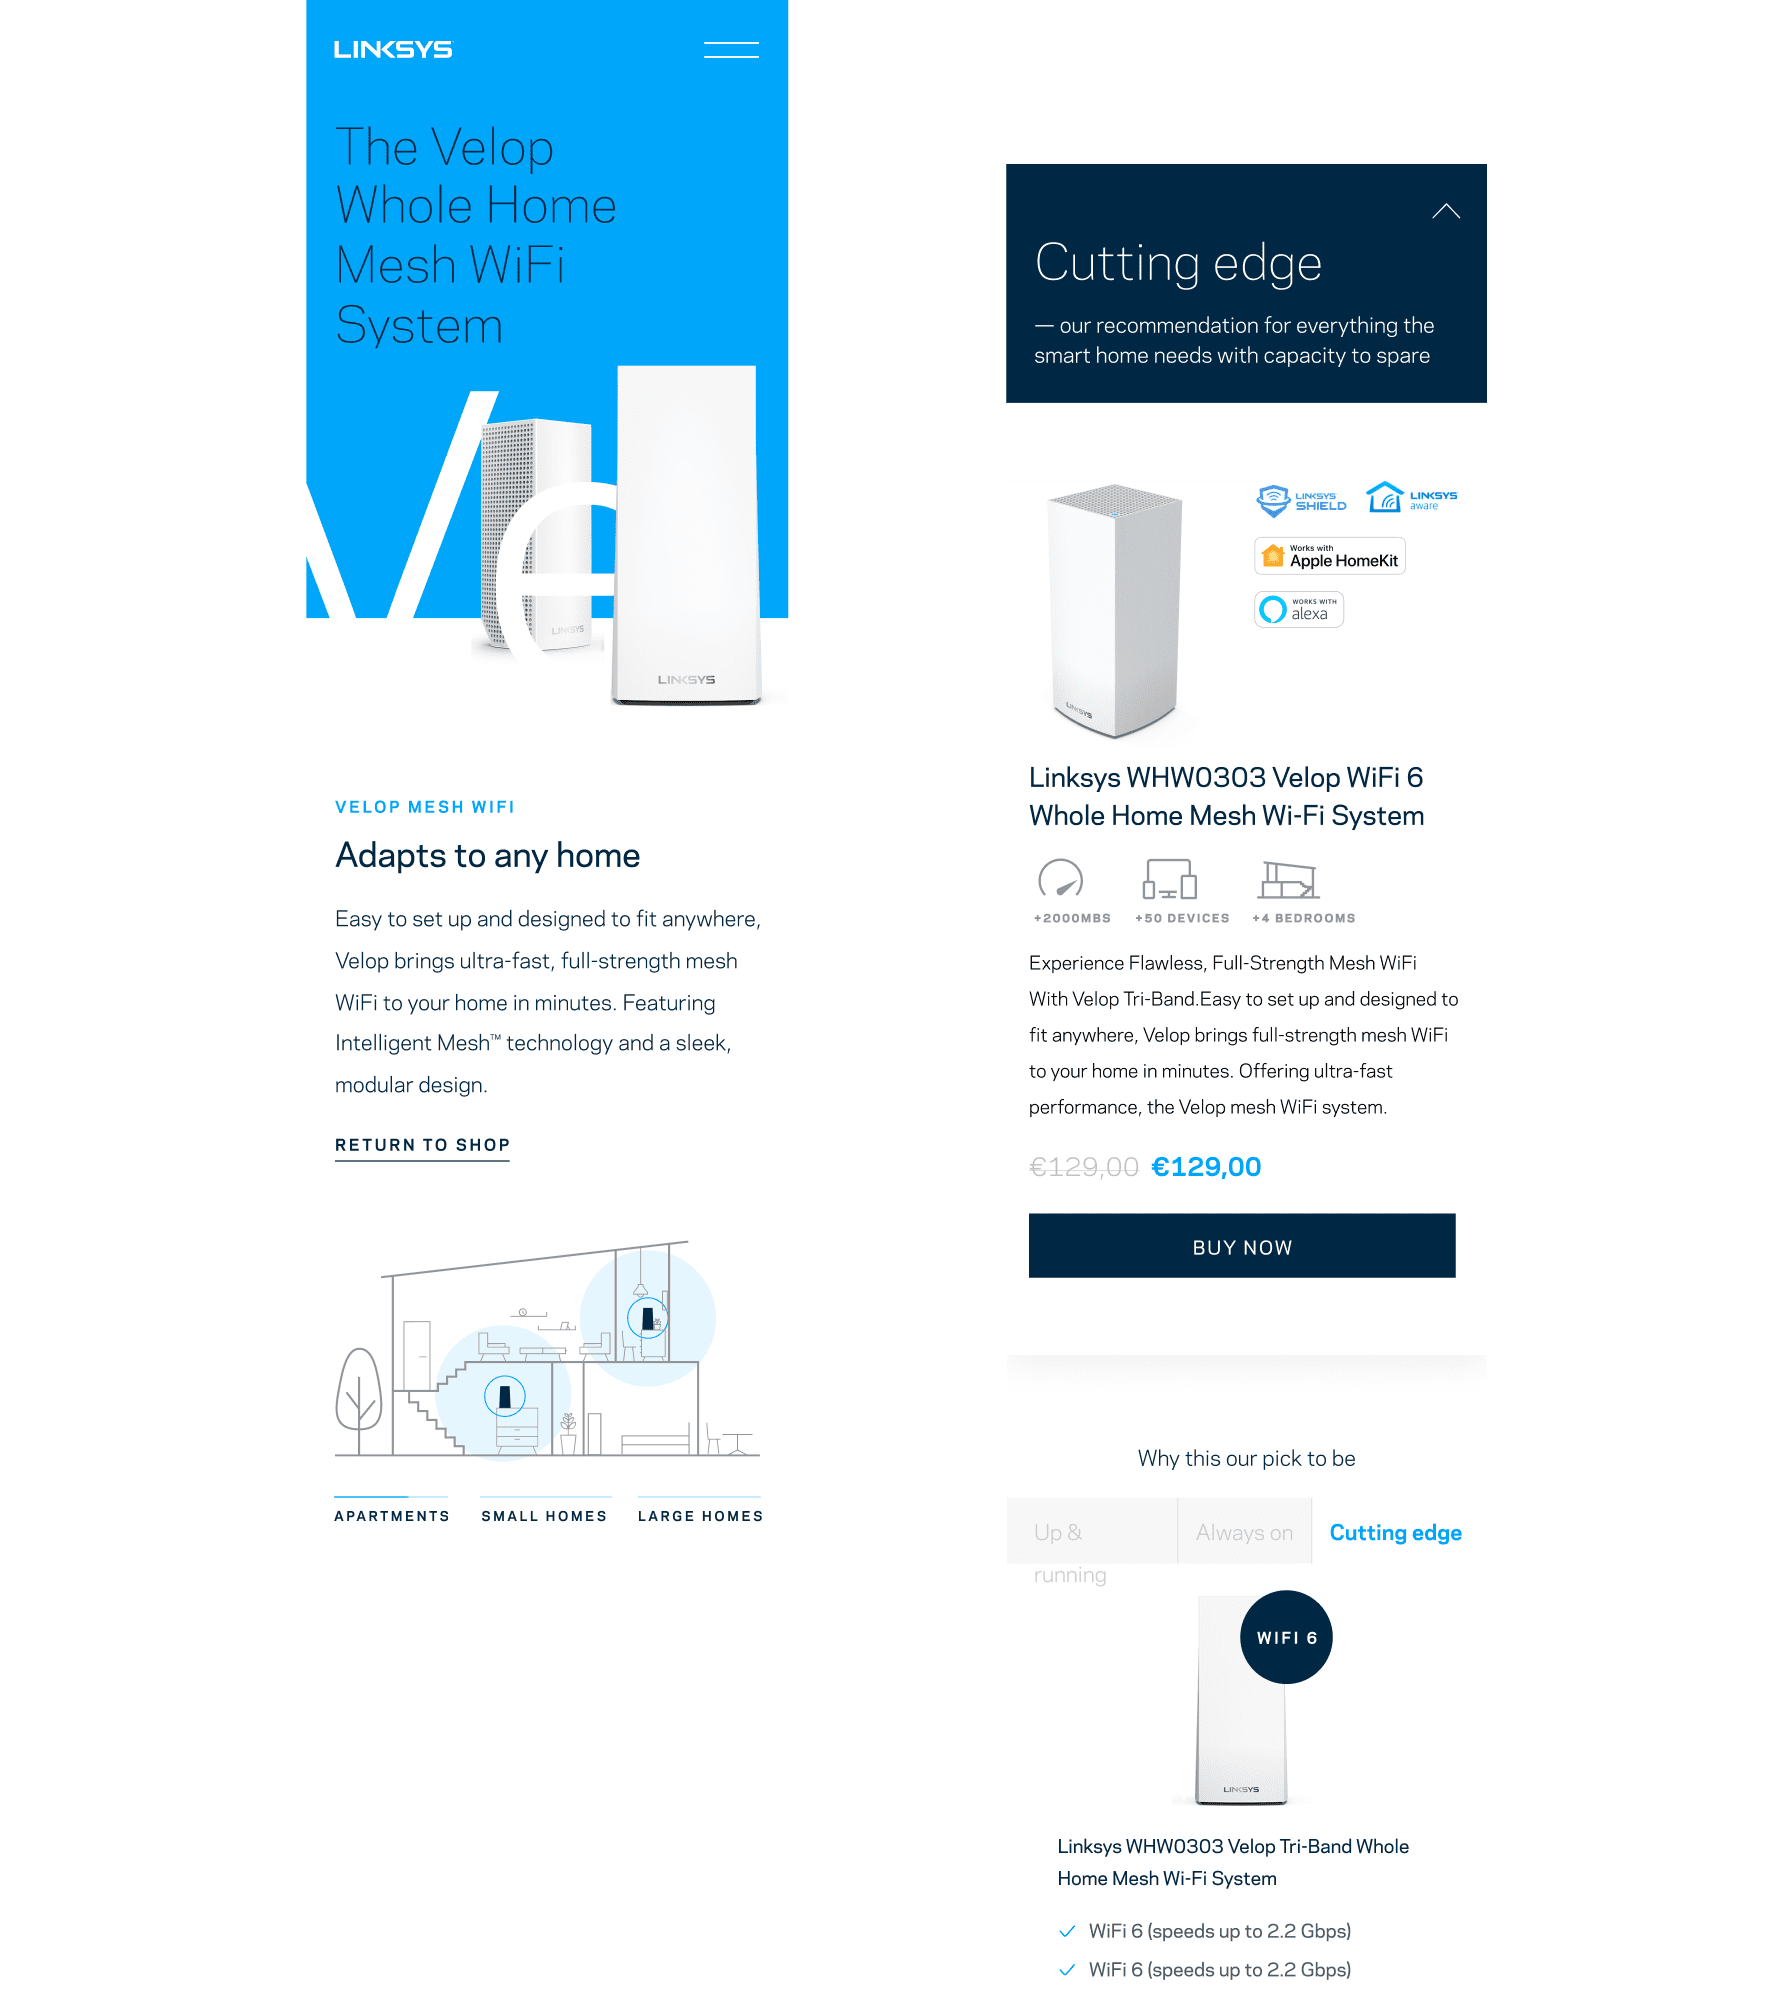 LINKSYS
The Velop
Whole Home
Mesh WiFi
System
Ve
LINKSYS
LINKSYS
VELOP MESH WIFI
Adapts to any home
Easy to set up and designed to fit anywhere,
Velop brings ultra-fast, full-strength mesh
WiFi to your home in minutes. Featuring
Intelligent Mesh™ technology and a sleek,
modular design.
RETURN TO SHOP
APARTMENTS
SMALL HOMES
LARGE HOMES
Cutting edge
— our recommendation for everything the
smart home needs with capacity to spare
LINKSYS
SHIELD
LINKSYS
aware
Works with
Apple HomeKit
WORKS WITH
alexa
LINKSYS
Linksys WHW0303 Velop WiFi 6
Whole Home Mesh Wi-Fi System
+2000MBS
+50 DEVICES
+4 BEDROOMS
Experience Flawless, Full-Strength Mesh WiFi
With Velop Tri-Band.Easy to set up and designed to
fit anywhere, Velop brings full-strength mesh WiFi
to your home in minutes. Offering ultra-fast
performance, the Velop mesh WiFi system.
€129,00 €129,00
BUY NOW
Why this our pick to be
Up &
running
Always on
Cutting edge
WIFI 6
LINKSYS
Linksys WHW0303 Velop Tri-Band Whole
Home Mesh Wi-Fi System
WiFi 6 (speeds up to 2.2 Gbps)
WiFi 6 (speeds up to 2.2 Gbps)